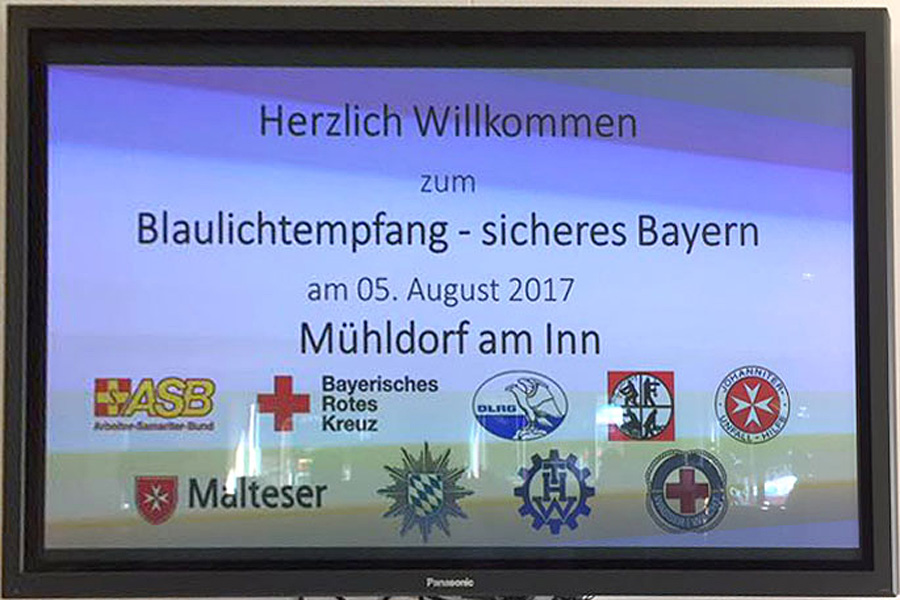 Herzlich Willkommen
zum
Blaulichtempfang - sicheres Bayern
am 05. August 2017
Mühldorf am Inn
ASB
Arbeiter-Samariter-Bund
Bayerisches
Rotes
Kreuz
DLRG
JOHANNITER
UNFALL-HILFE
Malteser
THW
Panasonic